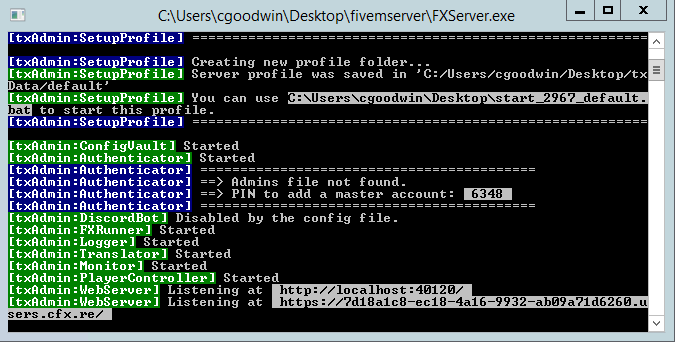 C:\Users\cgoodwin\Desktop\fivemserver\FXServer.exe
[txAdmin:SetupProfile] ==========================================================
[txAdmin:SetupProfile] Creating new profile folder...
[txAdmin:SetupProfile] Server profile was saved in 'C:/Users/cgoodwin/Desktop/tx
Data/default'
[txAdmin:SetupProfile] You can use C:\Users\cgoodwin\Desktop\start_2967_default.
bat to start this profile.
[txAdmin:SetupProfile] ==========================================================
[txAdmin:ConfigVault] Started
[txAdmin:Authenticator] Started
[txAdmin:Authenticator] ==========================================
[txAdmin:Authenticator] ==> Admins file not found.
[txAdmin:Authenticator] ==> PIN to add a master account: 6348
[txAdmin:Authenticator] ==========================================
[txAdmin:DiscordBot] Disabled by the config file.
[txAdmin:FXRunner] Started
[txAdmin:Logger] Started
[txAdmin:Translator] Started
[txAdmin:Monitor] Started
[txAdmin:PlayerController] Started
[txAdmin:WebServer] Listening at http://localhost:40120/
[txAdmin:WebServer] Listening at https://7d18a1c8-ec18-4a16-9932-ab09a71d6260.u
sers.cfx.re/